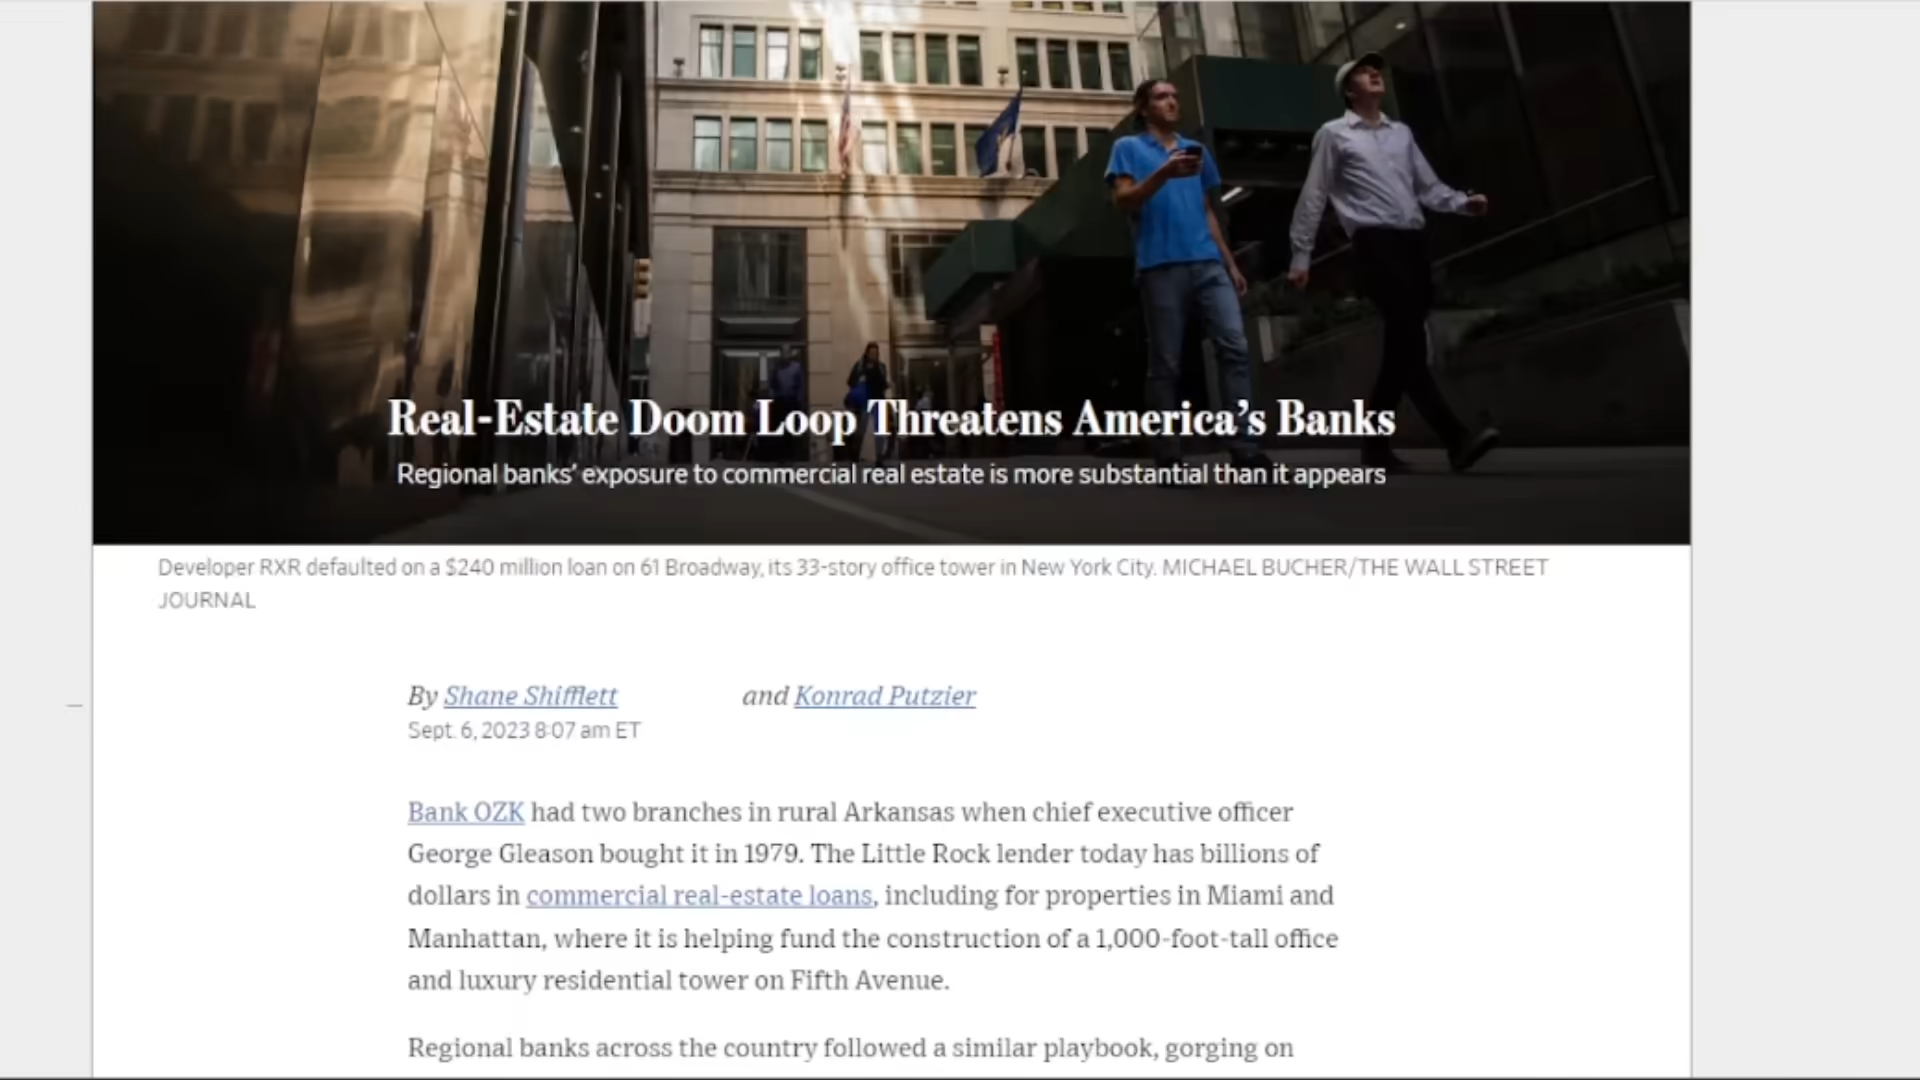 Real-Estate Doom Loop Threatens America’s Banks
Regional banks’ exposure to commercial real estate is more substantial than it appears
Developer RXR defaulted on a $240 million loan on 61 Broadway, its 33-story office tower in New York City. MICHAEL BUCHER/THE WALL STREET
JOURNAL
By Shane Shifflett and Konrad Putzier
Sept. 6, 2023 8:07 am ET
Bank OZK had two branches in rural Arkansas when chief executive officer
George Gleason bought it in 1979. The Little Rock lender today has billions of
dollars in commercial real-estate loans, including for properties in Miami and
Manhattan, where it is helping fund the construction of a 1,000-foot-tall office
and luxury residential tower on Fifth Avenue.
Regional banks across the country followed a similar playbook, gorging on